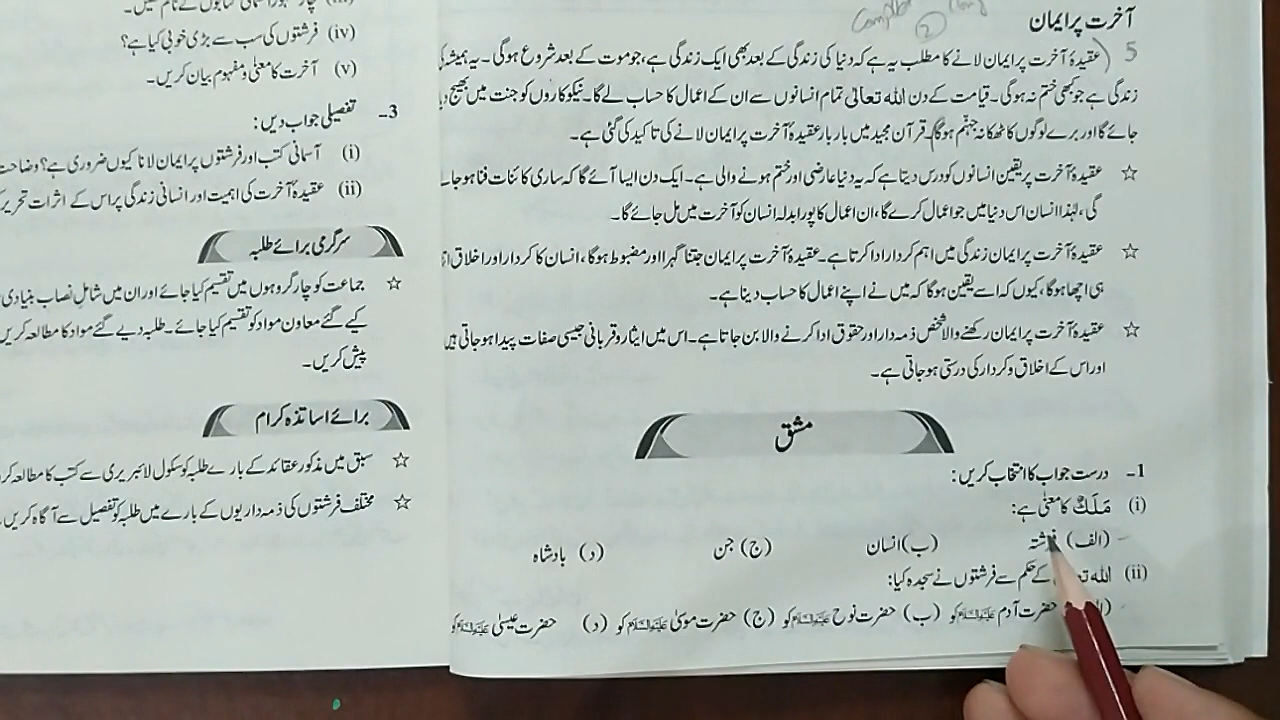 آخرت پر ایمان
5
2
عقیدۂ آخرت پر ایمان لانے کا مطلب یہ ہے کہ دنیا کی زندگی کے بعد بھی ایک زندگی ہے، جو موت کے بعد شروع ہوگی۔ یہ ہمیشہ کی
زندگی ہے جو کبھی ختم نہ ہوگی۔ قیامت کے دن اللہ تعالٰی تمام انسانوں سے ان کے اعمال کا حساب لے گا۔ نیکوکاروں کو جنت میں بھیج دیا
جائے گا اور برے لوگوں کا ٹھکانہ جہنّم ہوگا۔ قرآن مجید میں بار بار عقیدۂ آخرت پر ایمان لانے کی تاکید کی گئی ہے۔
☆ عقیدۂ آخرت پر یقین انسانوں کو درس دیتا ہے کہ یہ دنیا عارضی اور ختم ہونے والی ہے۔ ایک دن ایسا آئے گا کہ ساری کائنات فنا ہو جائے
گی، لہٰذا انسان اس دنیا میں جو اعمال کرے گا، ان اعمال کا پورا بدلہ انسان کو آخرت میں مل جائے گا۔
☆ عقیدۂ آخرت پر ایمان زندگی میں اہم کردار ادا کرتا ہے۔ عقیدۂ آخرت پر ایمان جتنا گہرا اور مضبوط ہوگا، انسان کا کردار اور اخلاق
ہی اچھا ہوگا، کیوں کہ اسے یقین ہوگا کہ میں نے اپنے اعمال کا حساب دینا ہے۔
☆ عقیدۂ آخرت پر ایمان رکھنے والا شخص ذمہ دار اور حقوق ادا کرنے والا بن جاتا ہے۔ اس میں ایثار و قربانی جیسی صفات پیدا ہو جاتی ہیں
اور اس کے اخلاق و کردار کی درستی ہو جاتی ہے۔
مشق
1- درست جواب کا انتخاب کریں:
(i) مَلَکٌ کا معنیٰ ہے:
(الف) فرشتہ (ب) انسان (ج) جن (د) بادشاہ
(ii) اللہ کے حکم سے فرشتوں نے سجدہ کیا:
حضرت آدم علیہ السلام کو (ب) حضرت نوح علیہ السلام کو (ج) حضرت موسیٰ علیہ السلام کو (د) حضرت عیسیٰ علیہ السلام کو
(iv) فرشتوں کی سب سے بڑی خوبی کیا ہے؟
(v) آخرت کا معنیٰ و مفہوم بیان کریں۔
3- تفصیلی جواب دیں:
(i) آسمانی کتب اور فرشتوں پر ایمان لانا کیوں ضروری ہے؟ وضاحت
(ii) عقیدۂ آخرت کی اہمیت اور انسانی زندگی پر اس کے اثرات تحریر
سرگرمی برائے طلبہ
☆ جماعت کو چار گروہوں میں تقسیم کیا جائے اور ان میں شامل نصاب بنیادی
کیے گئے معاون مواد کو تقسیم کیا جائے۔ طلبہ دیے گئے مواد کا مطالعہ کریں
پیش کریں۔
برائے اساتذہ کرام
☆ سبق میں مذکور عقائد کے بارے طلبہ کو سکول لائبریری سے کتب کا مطالعہ
☆ مختلف فرشتوں کی ذمہ داریوں کے بارے میں طلبہ کو تفصیل سے آگاہ کریں۔